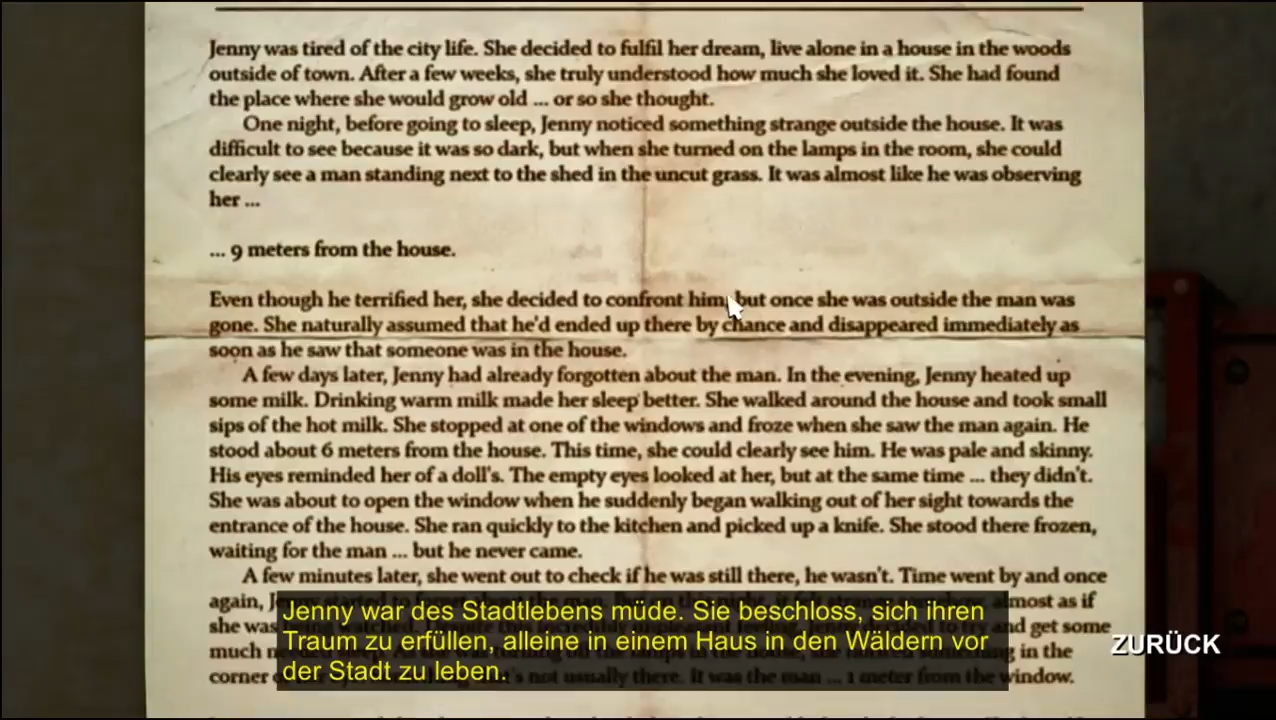 Jenny was tired of the city life. She decided to fulfil her dream, live alone in a house in the woods
outside of town. After a few weeks, she truly understood how much she loved it. She had found
the place where she would grow old ... or so she thought.
One night, before going to sleep, Jenny noticed something strange outside the house. It was
difficult to see because it was so dark, but when she turned on the lamps in the room, she could
clearly see a man standing next to the shed in the uncut grass. It was almost like he was observing
her ...
... 9 meters from the house.
Even though he terrified her, she decided to confront him, but once she was outside the man was
gone. She naturally assumed that he'd ended up there by chance and disappeared immediately as
soon as he saw that someone was in the house.
A few days later, Jenny had already forgotten about the man. In the evening, Jenny heated up
some milk. Drinking warm milk made her sleep better. She walked around the house and took small
sips of the hot milk. She stopped at one of the windows and froze when she saw the man again. He
stood about 6 meters from the house. This time, she could clearly see him. He was pale and skinny.
His eyes reminded her of a doll's. The empty eyes looked at her, but at the same time ... they didn't.
She was about to open the window when he suddenly began walking out of her sight towards the
entrance of the house. She ran quickly to the kitchen and picked up a knife. She stood there frozen,
waiting for the man ... but he never came.
A few minutes later, she went out to check if he was still there, he wasn't. Time went by and once
again, almost as if
she was and get some
much in the
corner 's not usually there. It was the man ... 1 meter from the window.
Jenny war des Stadtlebens müde. Sie beschloss, sich ihren
Traum zu erfüllen, alleine in einem Haus in den Wäldern vor
der Stadt zu leben.
ZURÜCK